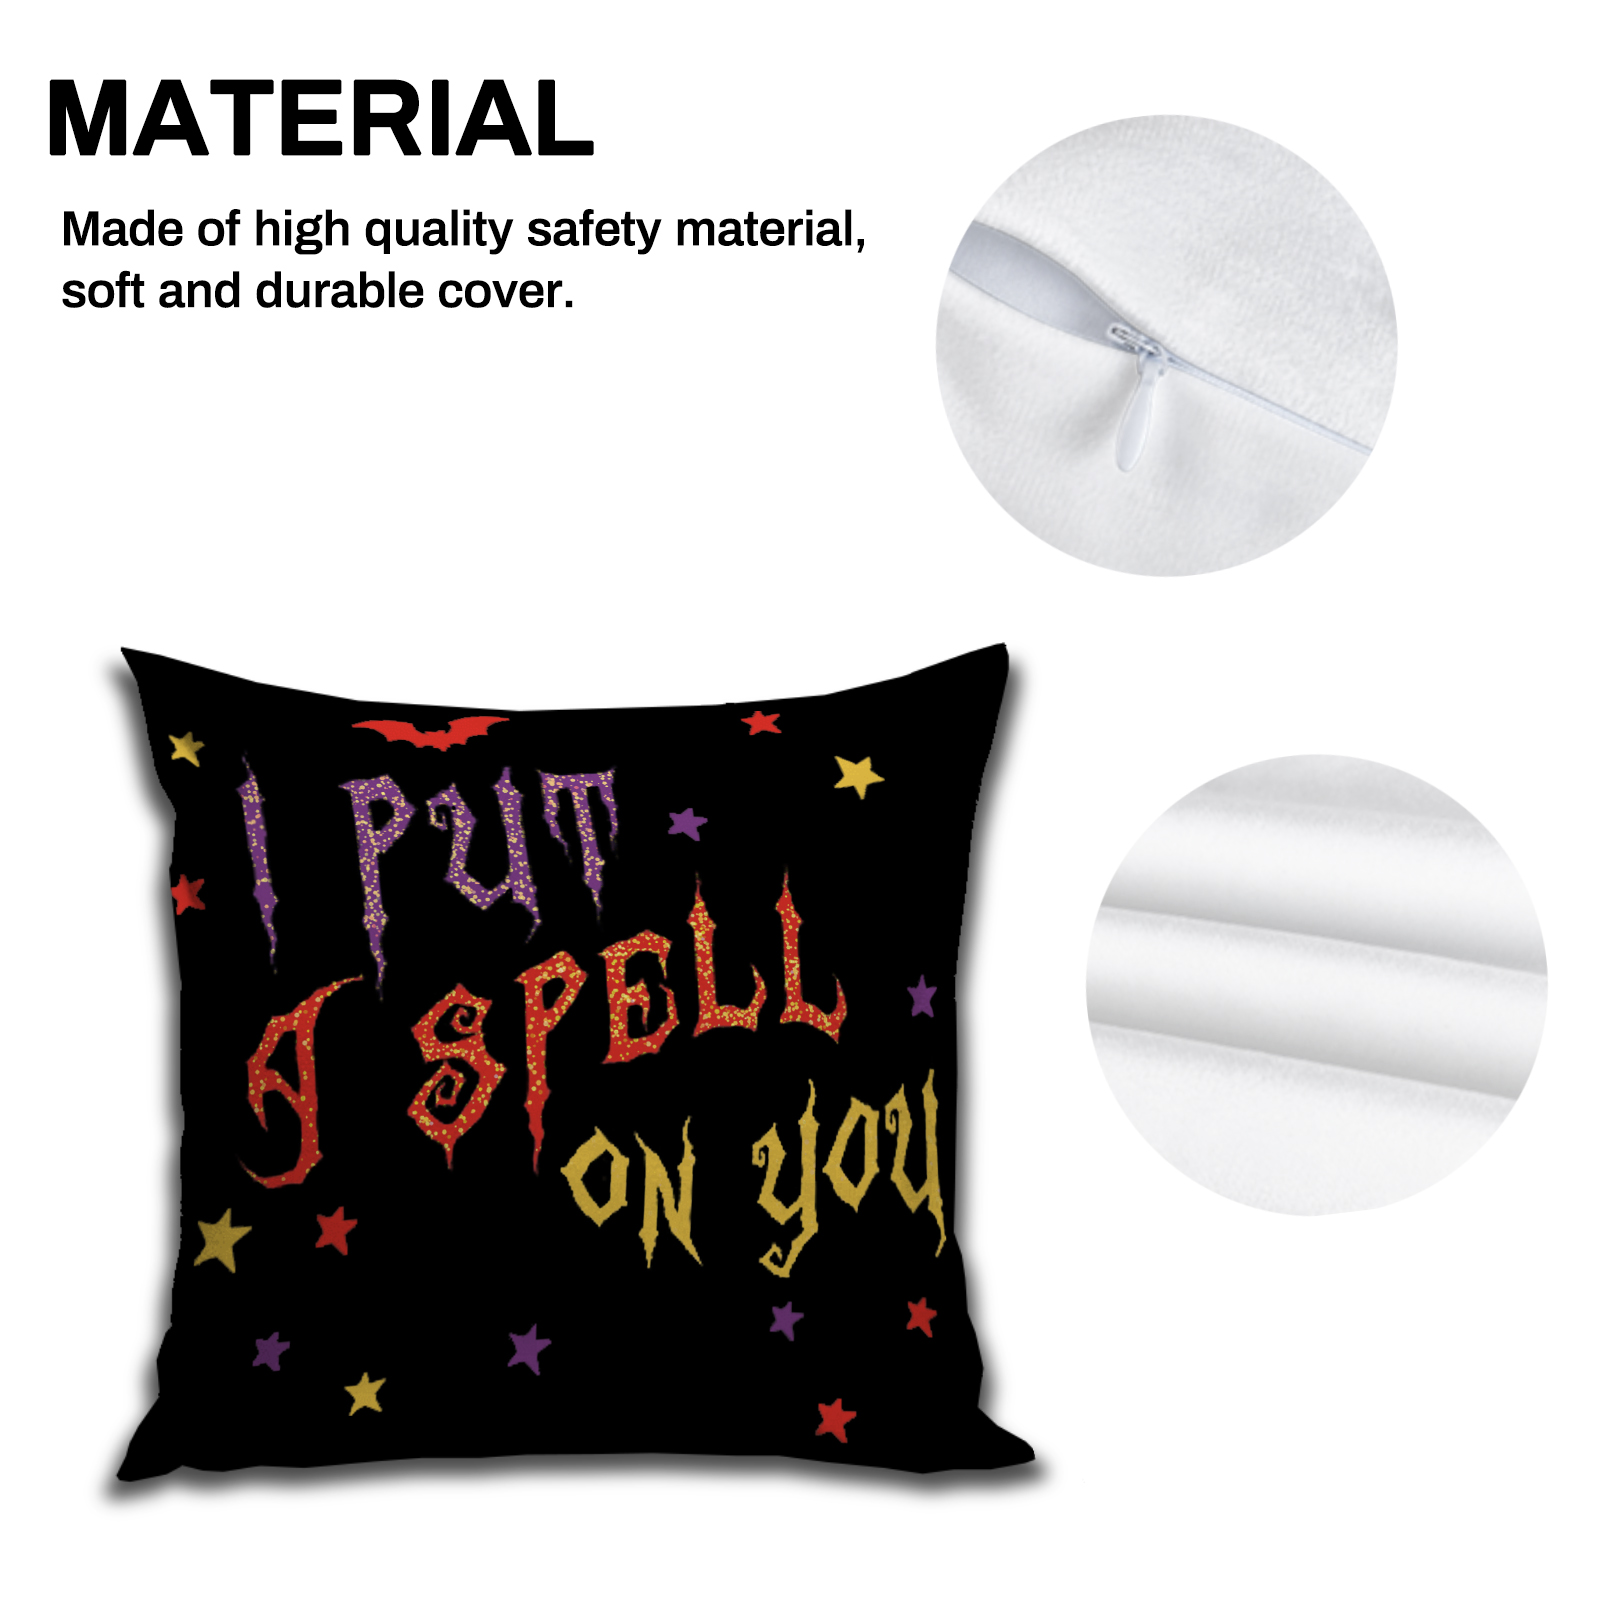 MATERIAL
Made of high quality safety material,
soft and durable cover.
I PUT
A SPELL
ON YOU